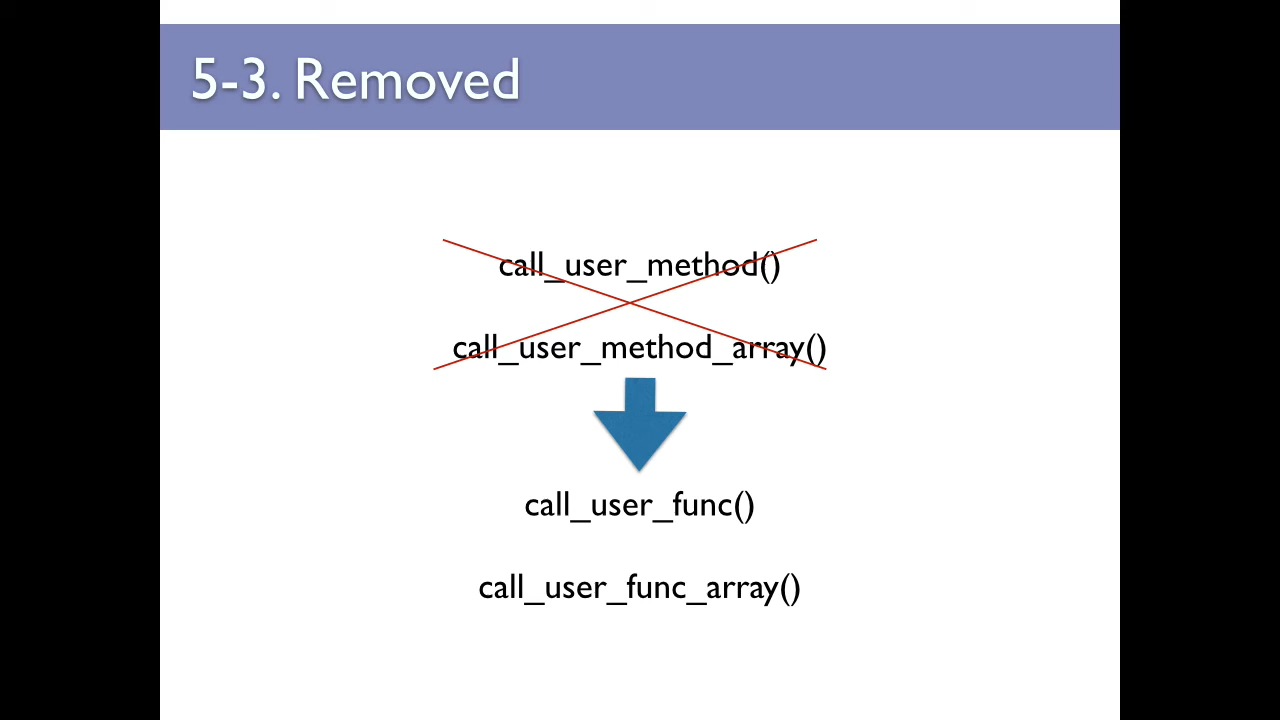 5-3. Removed
call_user_method()
call_user_method_array()
call_user_func()
call_user_func_array()